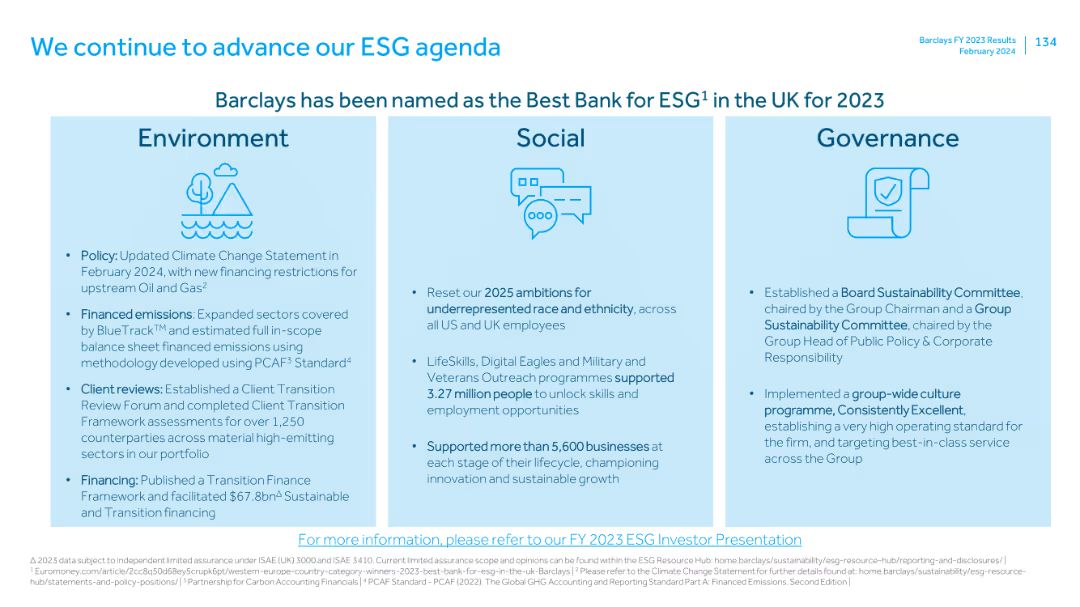 We continue to advance our ESG agenda
Barclays FY 2023 Results
February 2024
134
Barclays has been named as the Best Bank for ESG¹ in the UK for 2023
Environment
• Policy: Updated Climate Change Statement in
February 2024, with new financing restrictions for
upstream Oil and Gas²
• Financed emissions: Expanded sectors covered
by BlueTrack™ and estimated full in-scope
balance sheet financed emissions using
methodology developed using PCAF³ Standard⁴
• Client reviews: Established a Client Transition
Review Forum and completed Client Transition
Framework assessments for over 1,250
counterparties across material high-emitting
sectors in our portfolio
• Financing: Published a Transition Finance
Framework and facilitated $67.8bnΔ Sustainable
and Transition financing
Social
• Reset our 2025 ambitions for
underrepresented race and ethnicity, across
all US and UK employees
• LifeSkills, Digital Eagles and Military and
Veterans Outreach programmes supported
3.27 million people to unlock skills and
employment opportunities
• Supported more than 5,600 businesses at
each stage of their lifecycle, championing
innovation and sustainable growth
Governance
• Established a Board Sustainability Committee,
chaired by the Group Chairman and a Group
Sustainability Committee, chaired by the
Group Head of Public Policy & Corporate
Responsibility
• Implemented a group-wide culture
programme, Consistently Excellent,
establishing a very high operating standard for
the firm, and targeting best-in-class service
across the Group
For more information, please refer to our FY 2023 ESG Investor Presentation
Δ 2023 data subject to independent limited assurance under ISAE (UK) 3000 and ISAE 3410. Current limited assurance scope and opinions can be found within the ESG Resource Hub: home.barclays/sustainability/esg-resource-hub/reporting-and-disclosures/ |
¹ Euromoney.com/article/2cc8q50d68ey5crupk6pt/western-europe-country-category-winners-2023-best-bank-for-esg-in-the-uk-Barclays | ² Please refer to the Climate Change Statement for further details found at: home.barclays/sustainability/esg-resource-
hub/statements-and-policy-positions/ | ³ Partnership for Carbon Accounting Financials | ⁴ PCAF Standard - PCAF (2022). The Global GHG Accounting and Reporting Standard Part A: Financed Emissions. Second Edition |